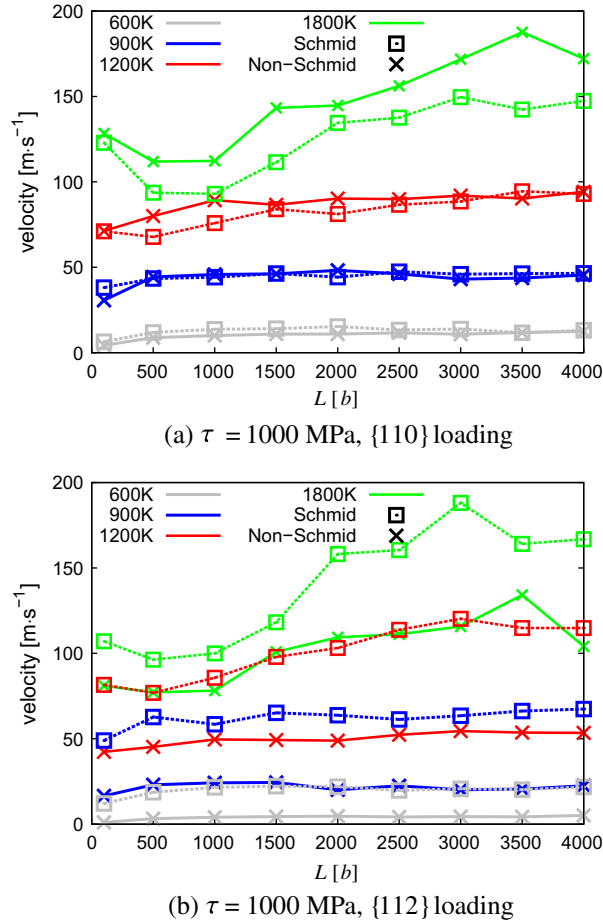 600K 1800K
900K Schmid
1200K Non-Schmid
velocity [m·s⁻¹]
200
150
100
50
0
0 500 1000 1500 2000 2500 3000 3500 4000
L [b]
(a) τ = 1000 MPa, {110} loading
600K 1800K
900K Schmid
1200K Non-Schmid
velocity [m·s⁻¹]
200
150
100
50
0
0 500 1000 1500 2000 2500 3000 3500 4000
L [b]
(b) τ = 1000 MPa, {112} loading